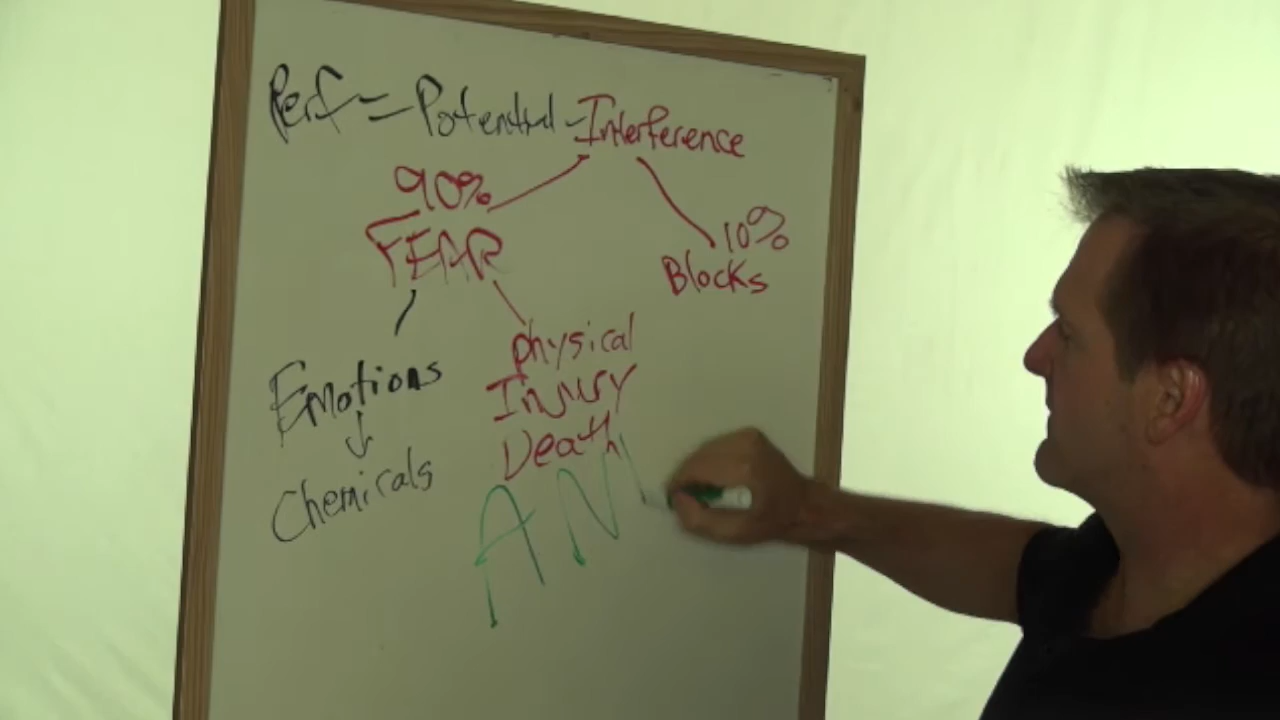 Perf = Potential - Interference
90%
FEAR
10%
Blocks
Physical
Injury
Death
Emotions
Chemicals
AN